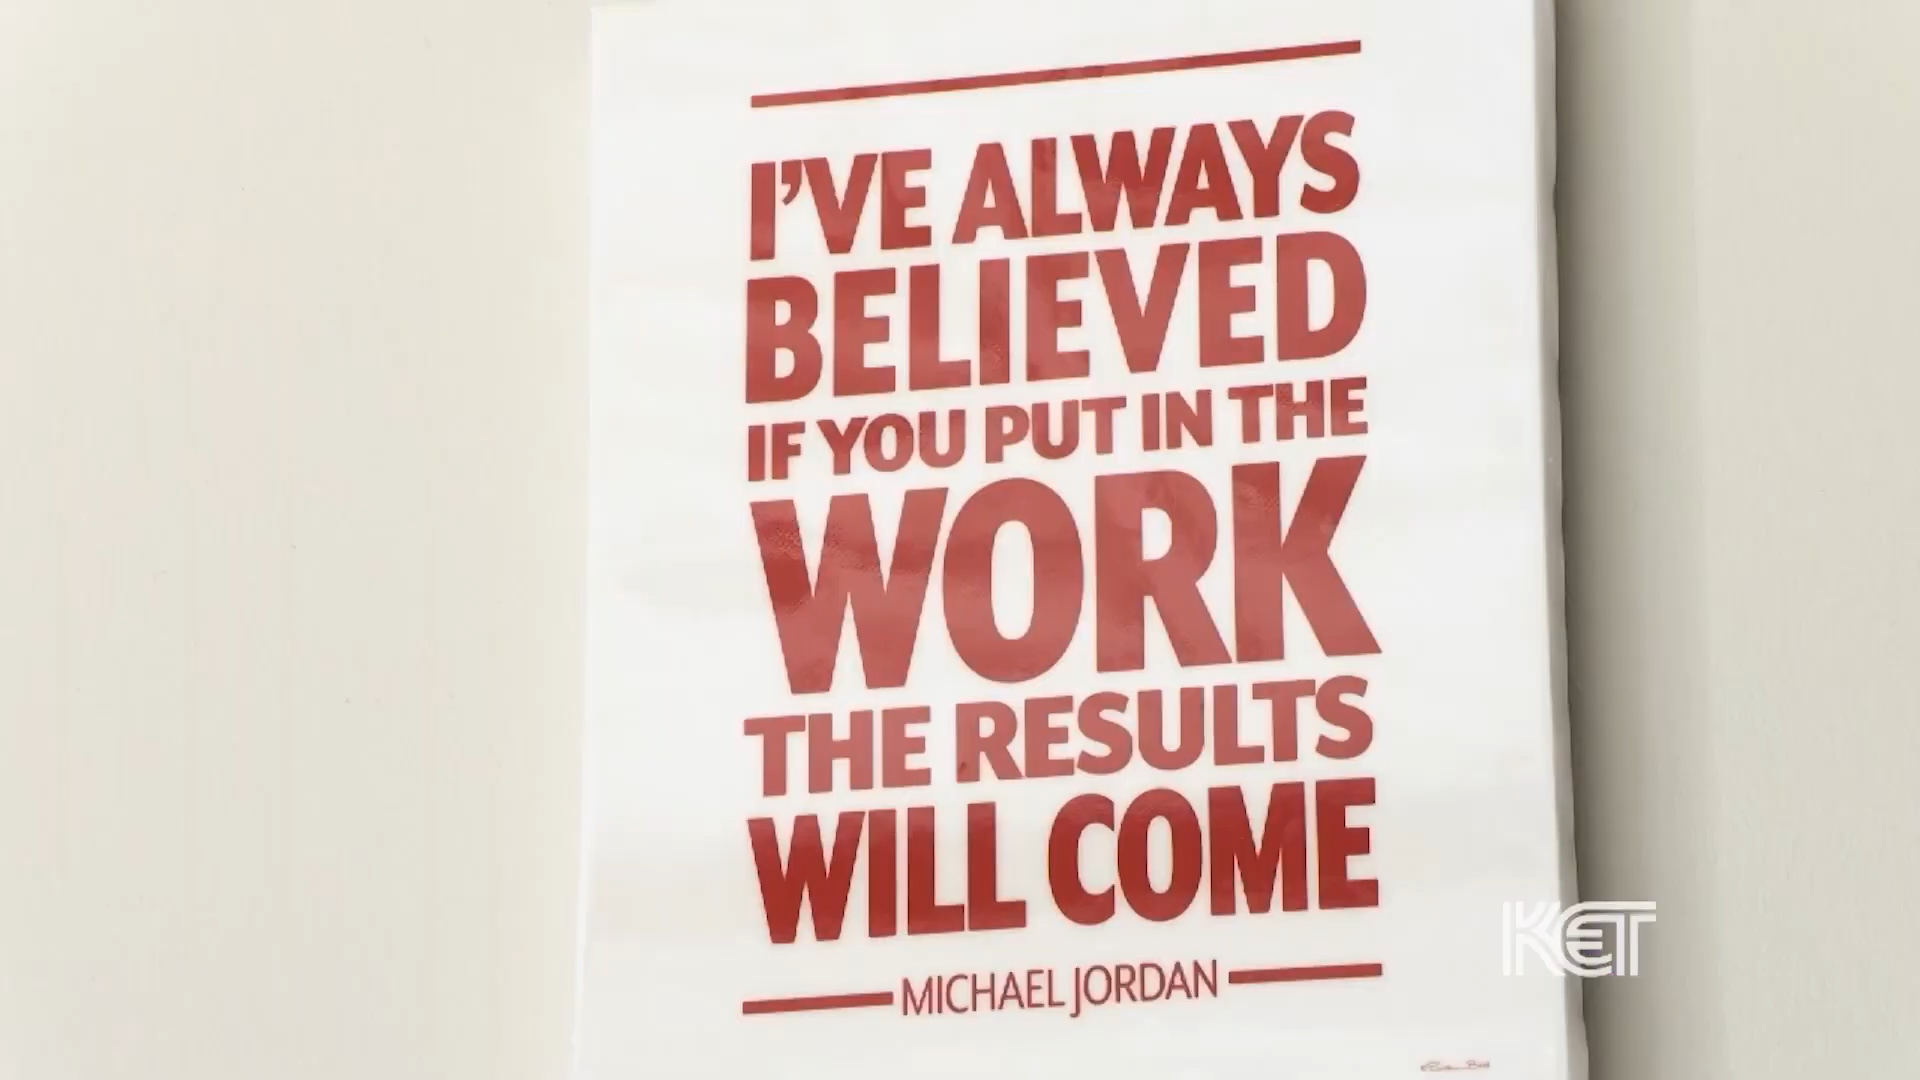 I'VE ALWAYS
BELIEVED
IF YOU PUT IN THE
WORK
THE RESULTS
WILL COME
MICHAEL JORDAN
KET